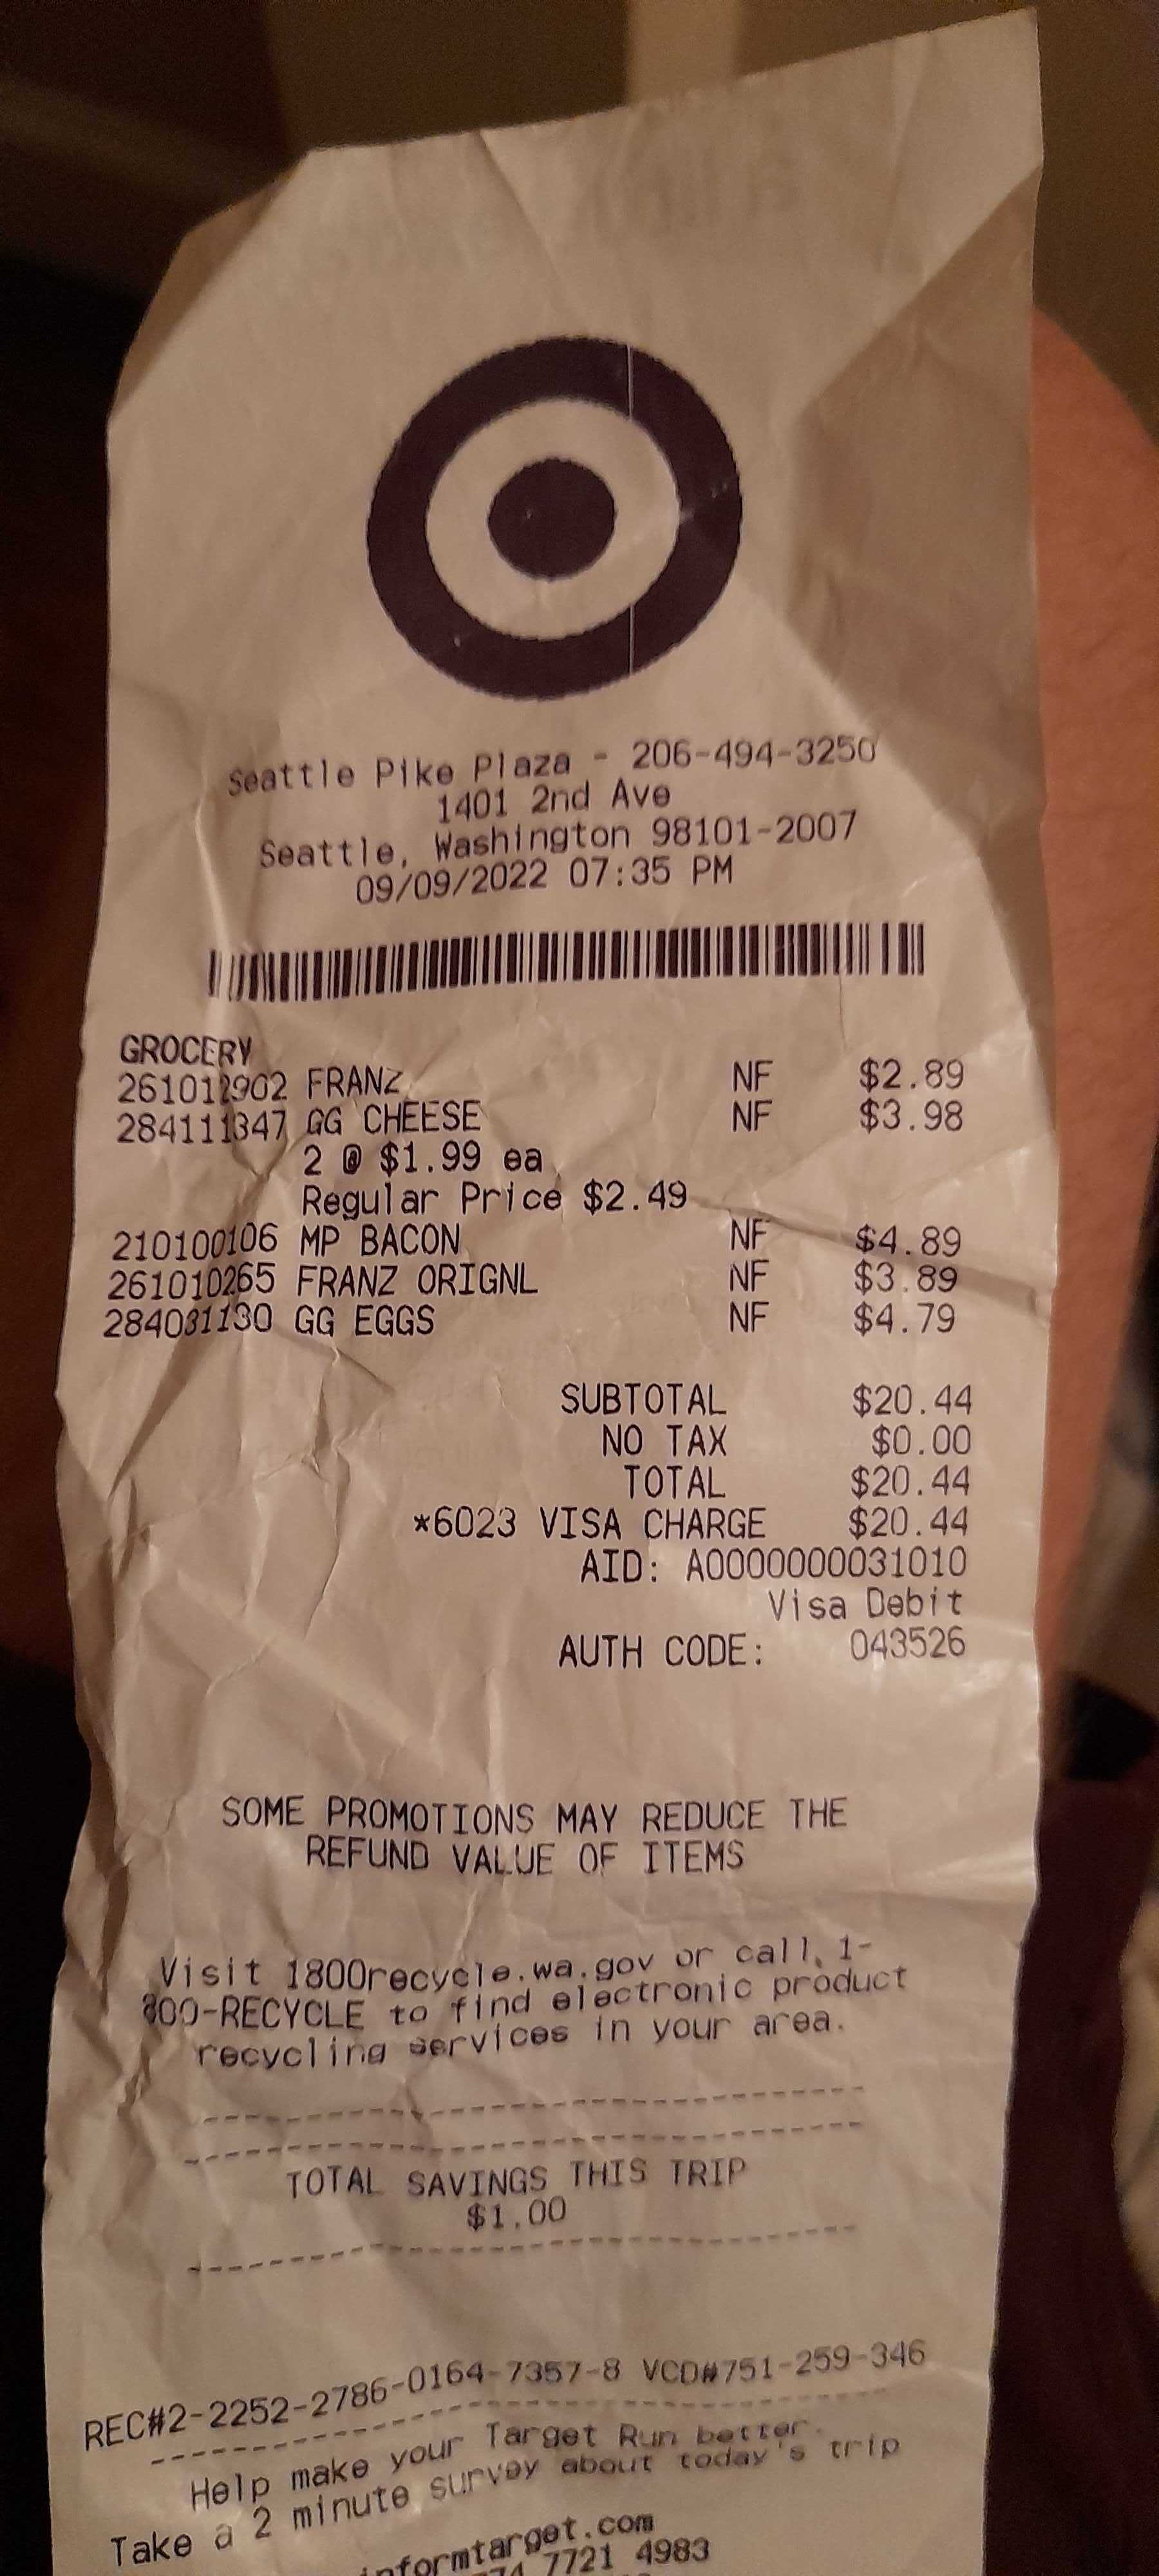 Seattle Pike Plaza - 206-494-3250
1401 2nd Ave
Seattle, Washington 98101-2007
09/09/2022 07:35 PM
GROCERY
261012902 FRANZ NF $2.89
284111347 GG CHEESE NF $3.98
2 @ $1.99 ea
Regular Price $2.49
210100106 MP BACON NF $4.89
261010265 FRANZ ORIGNL NF $3.89
284031130 GG EGGS NF $4.79
SUBTOTAL $20.44
NO TAX $0.00
TOTAL $20.44
*6023 VISA CHARGE $20.44
AID: A0000000031010
Visa Debit
AUTH CODE: 043526
SOME PROMOTIONS MAY REDUCE THE
REFUND VALUE OF ITEMS
Visit 1800recycle.wa.gov or call, 1-
800-RECYCLE to find electronic product
recycling services in your area.
TOTAL SAVINGS THIS TRIP
$1.00
REC#2-2252-2786-0164-7357-8 VCD#751-259-346
Help make your Target Run better.
Take a 2 minute survey about today's trip
informtarget.com
7721 4983